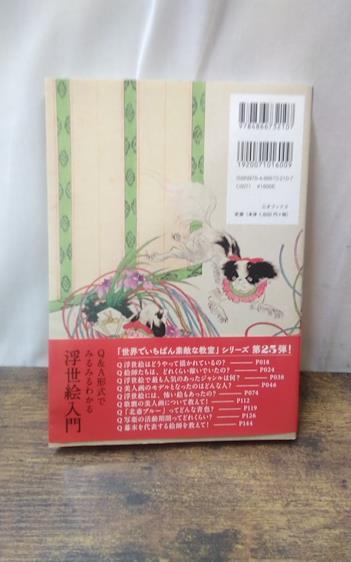 9784866732107
1920071016009
ISBN978-4-86673-210-7
C0071 ¥1600E
三才ブックス
定価（本体 1,600 円＋税）
「世界でいちばん素敵な教室」シリーズ 第25弾！
Q 浮世絵はどうやって描かれているの？ P018
Q 絵師たちは、どれくらい稼いでいたの？ P024
Q 浮世絵で最も人気のあったジャンルは何？ P038
Q 美人画のモデルとなったのはどんな人？ P046
Q 浮世絵には、怖い絵もあったの？ P074
Q 歌麿の美人画について教えて！ P112
Q 「北斎ブルー」ってどんな青色？ P119
Q 写楽の活動期間ってどれくらい？ P126
Q 幕末を代表する絵師を教えて！ P144
Q&A形式で
みるみるわかる
浮世絵入門